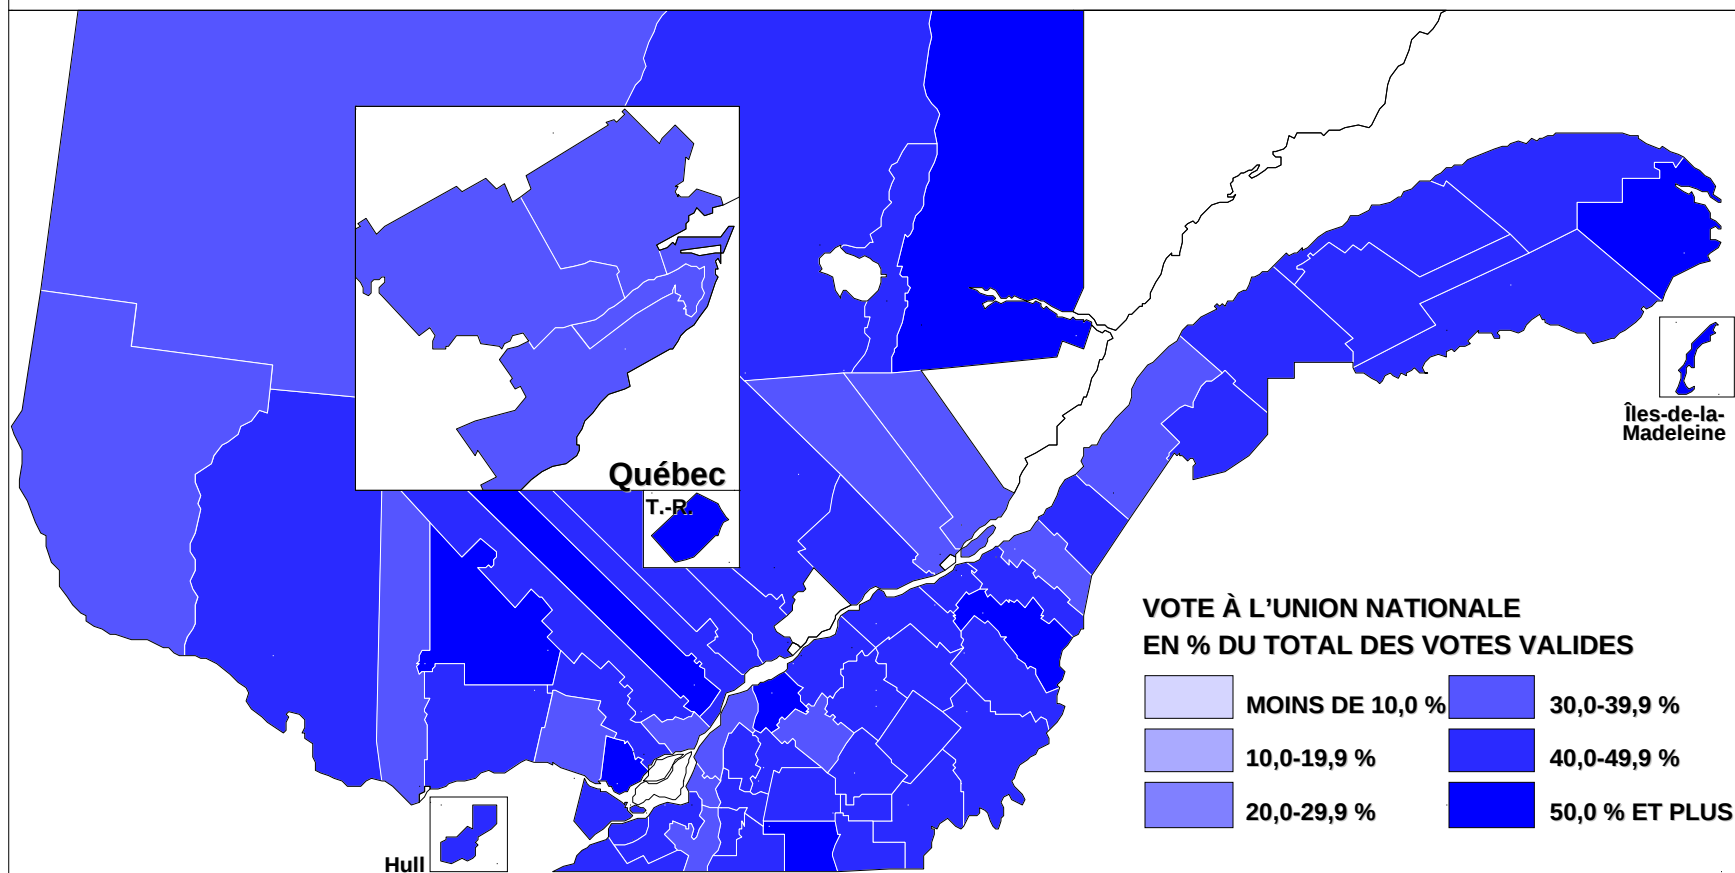 Québec
T.-R.
Îles-de-la-
Madeleine
VOTE À L’UNION NATIONALE
EN % DU TOTAL DES VOTES VALIDES
MOINS DE 10,0 %
30,0-39,9 %
10,0-19,9 %
40,0-49,9 %
20,0-29,9 %
50,0 % ET PLUS
Hull